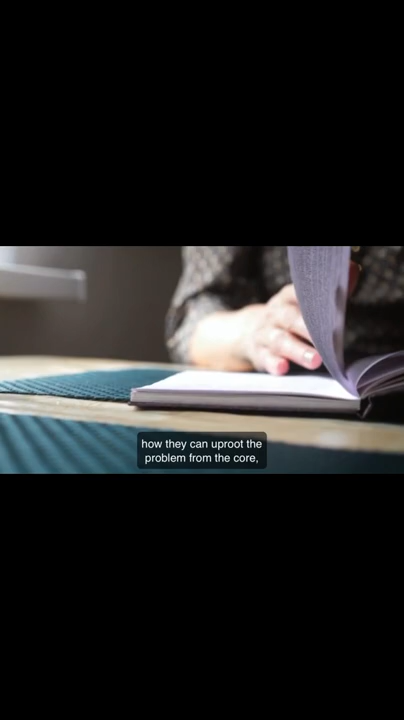 how they can uproot the
problem from the core,